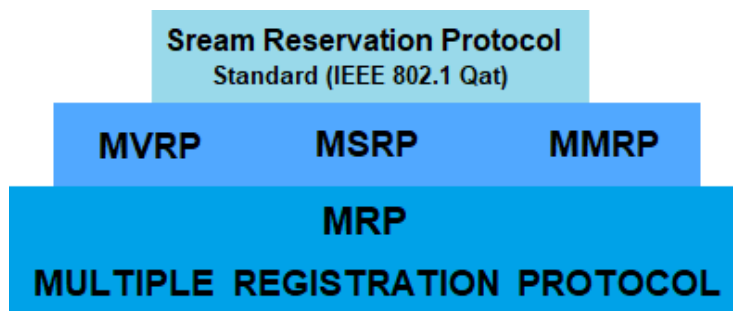 Sream Reservation Protocol
Standard (IEEE 802.1 Qat)
MVRP MSRP MMRP
MRP
MULTIPLE REGISTRATION PROTOCOL